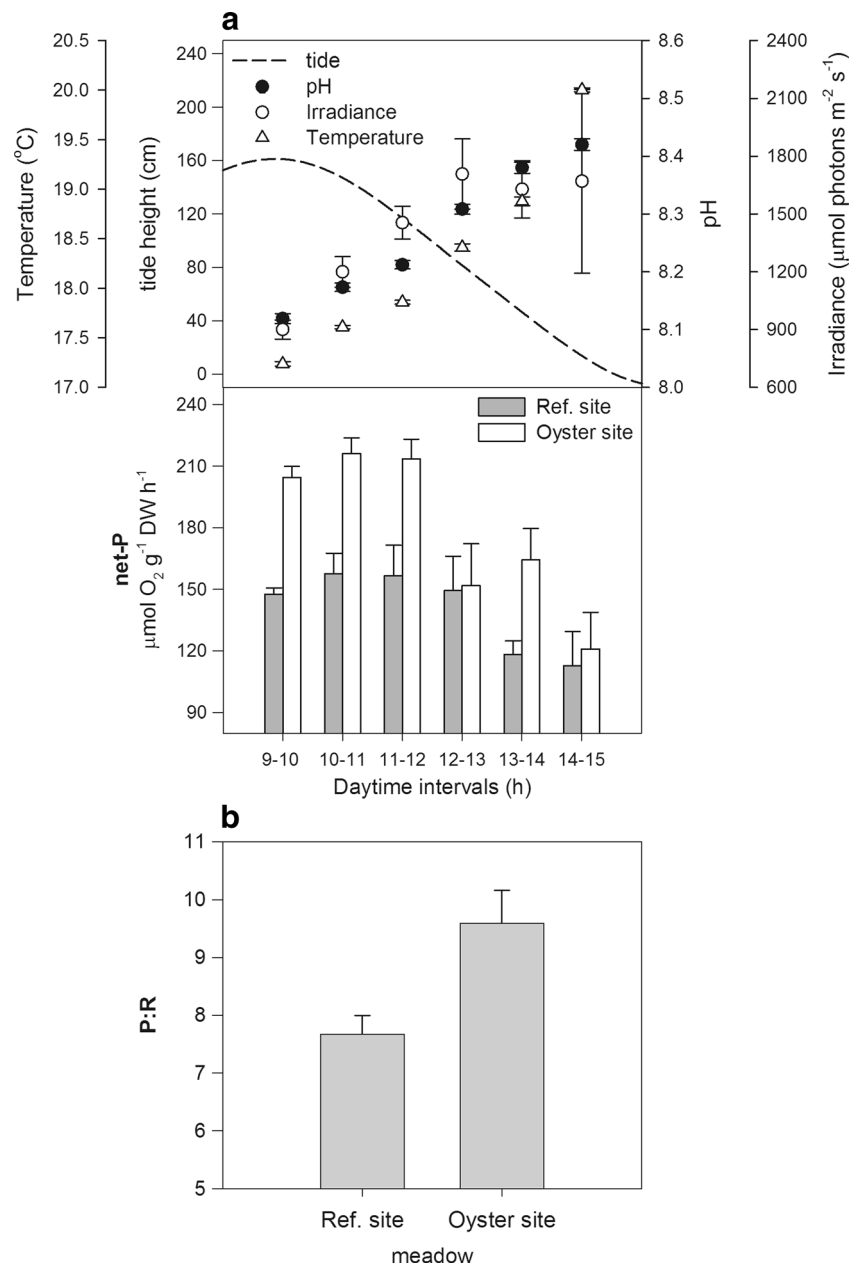 a
20.5
20.0
19.5
19.0
18.5
18.0
17.5
17.0
Temperature (°C)
240
200
160
120
80
40
0
tide height (cm)
tide
pH
Irradiance
Temperature
8.6
8.5
8.4
8.3
8.2
8.1
8.0
pH
2400
2100
1800
1500
1200
900
600
Irradiance (μmol photons m⁻² s⁻¹)
240
210
180
150
120
90
net-P
μmol O₂ g⁻¹ DW h⁻¹
Ref. site
Oyster site
9-10 10-11 11-12 12-13 13-14 14-15
Daytime intervals (h)
b
11
10
9
8
7
6
5
P:R
Ref. site Oyster site
meadow